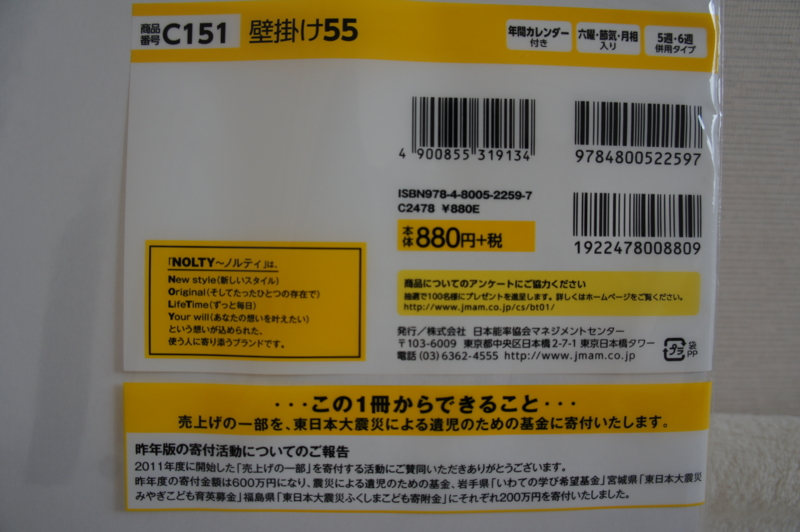 商品番号 C151 壁掛け55
年間カレンダー付き
六曜・節気・月相入り
5週・6週併用タイプ
4 900855 319134
9784800522597
ISBN978-4-8005-2259-7
C2478 ¥880E
本体880円+税
1922478008809
「NOLTY～ノルティ」は、
New style(新しいスタイル)
Original(そしてたったひとつの存在で)
LifeTime(ずっと毎日)
Your will(あなたの想いを叶えたい)
という想いが込められた、
使う人に寄り添うブランドです。
商品についてのアンケートにご協力ください
抽選で100名様にプレゼントを進呈します。詳しくはホームページをご覧ください。
http://www.jmam.co.jp/cs/bt01/
発行／株式会社 日本能率協会マネジメントセンター
〒103-6009 東京都中央区日本橋2-7-1 東京日本橋タワー
電話(03)6362-4555 http://www.jmam.co.jp
プラ 袋 PP
・・・この1冊からできること・・・
売上げの一部を、東日本大震災による遺児のための基金に寄付いたします。
昨年版の寄付活動についてのご報告
2011年度に開始した「売上げの一部」を寄付する活動にご賛同いただきありがとうございます。
昨年度の寄付金額は600万円になり、震災による遺児のための基金、岩手県「いわての学び希望基金」宮城県「東日本大震災
みやぎこども育英募金」福島県「東日本大震災ふくしまこども寄附金」にそれぞれ200万円を寄付いたしました。